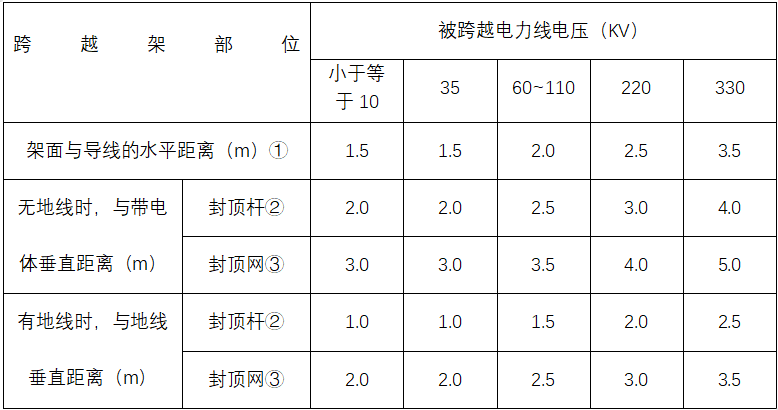 跨越架部位 被跨越电力线电压（KV）
小于等 35 60~110 220 330
于 10
架面与导线的水平距离（m）① 1.5 1.5 2.0 2.5 3.5
无地线时，与带电 封顶杆② 2.0 2.0 2.5 3.0 4.0
体垂直距离（m） 封顶网③ 3.0 3.0 3.5 4.0 5.0
有地线时，与地线 封顶杆② 1.0 1.0 1.5 2.0 2.5
垂直距离（m） 封顶网③ 2.0 2.0 2.5 3.0 3.5